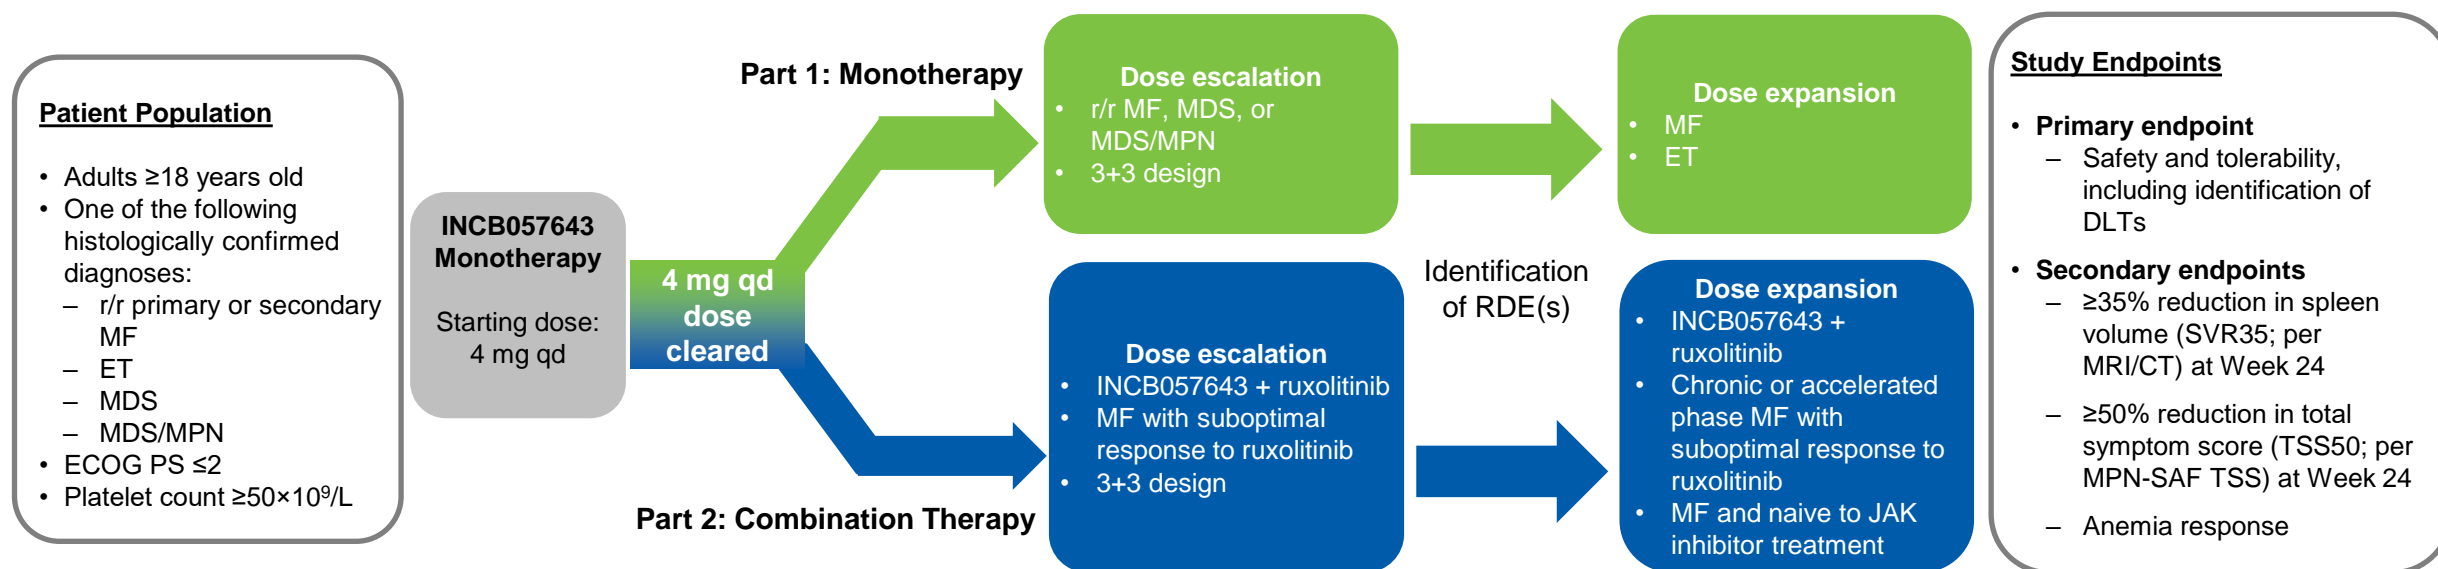 Patient Population
• Adults ≥18 years old
• One of the following
histologically confirmed
diagnoses:
– r/r primary or secondary
MF
– ET
– MDS
– MDS/MPN
• ECOG PS ≤2
• Platelet count ≥50×10⁹/L
INCB057643
Monotherapy
Starting dose:
4 mg qd
4 mg qd
dose
cleared
Part 1: Monotherapy
Dose escalation
• r/r MF, MDS, or
MDS/MPN
• 3+3 design
Dose expansion
• MF
• ET
Part 2: Combination Therapy
Dose escalation
• INCB057643 + ruxolitinib
• MF with suboptimal
response to ruxolitinib
• 3+3 design
Identification
of RDE(s)
Dose expansion
• INCB057643 +
ruxolitinib
• Chronic or accelerated
phase MF with
suboptimal response to
ruxolitinib
• MF and naive to JAK
inhibitor treatment
Study Endpoints
• Primary endpoint
– Safety and tolerability,
including identification of
DLTs
• Secondary endpoints
– ≥35% reduction in spleen
volume (SVR35; per
MRI/CT) at Week 24
– ≥50% reduction in total
symptom score (TSS50; per
MPN-SAF TSS) at Week 24
– Anemia response